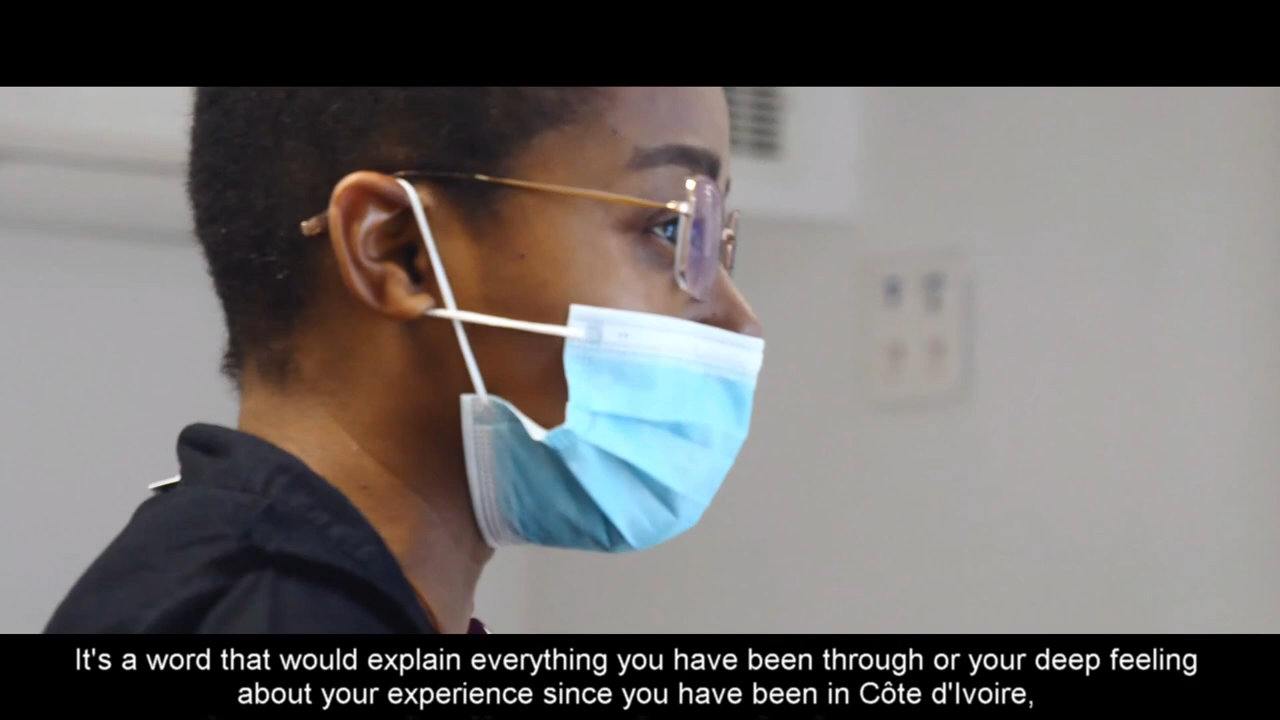 It's a word that would explain everything you have been through or your deep feeling
about your experience since you have been in Côte d'Ivoire,